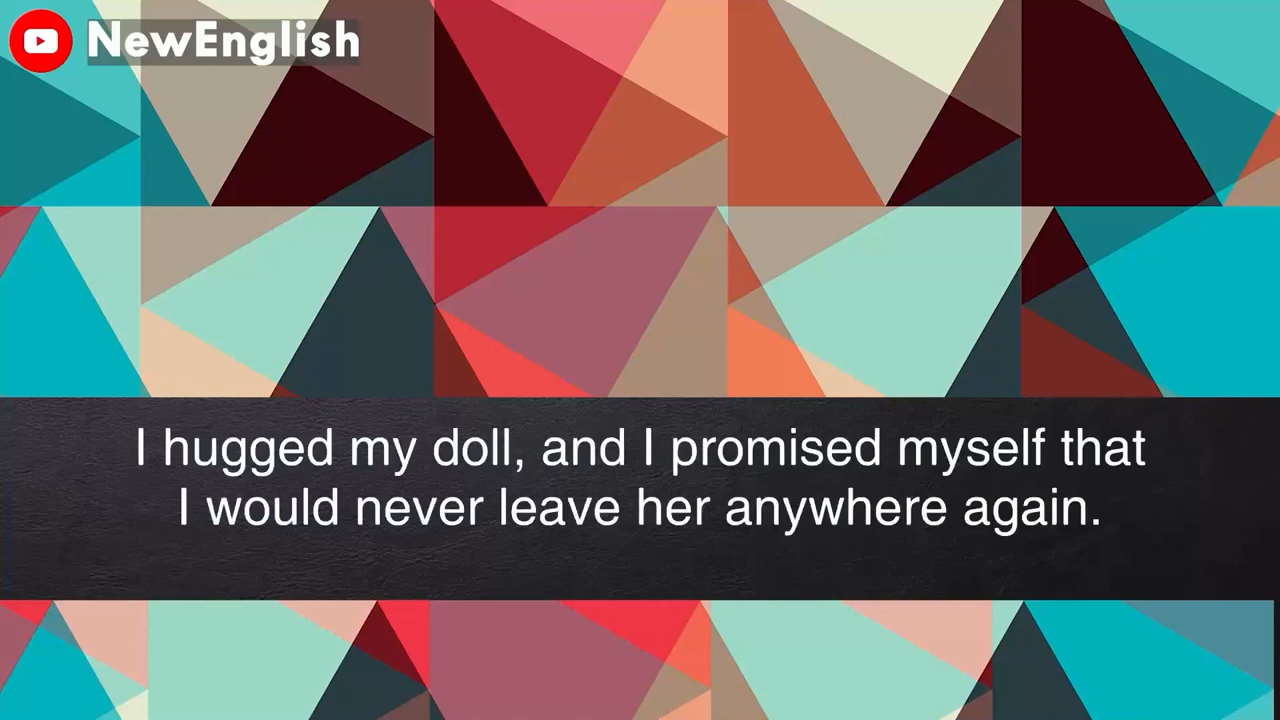 NewEnglish
I hugged my doll, and I promised myself that
I would never leave her anywhere again.